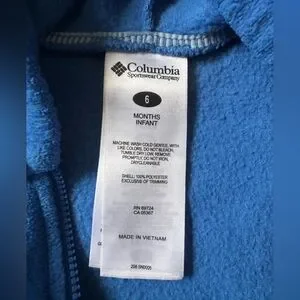 Columbia
Sportswear Company
6
MONTHS
INFANT
MACHINE WASH COLD GENTLE, WITH
LIKE COLORS. DO NOT BLEACH,
TUMBLE DRY LOW, REMOVE
PROMPTLY, DO NOT IRON,
DRYCLEANABLE
SHELL: 100% POLYESTER
EXCLUSIVE OF TRIMMING
RN 69724
CA 05367
MADE IN VIETNAM